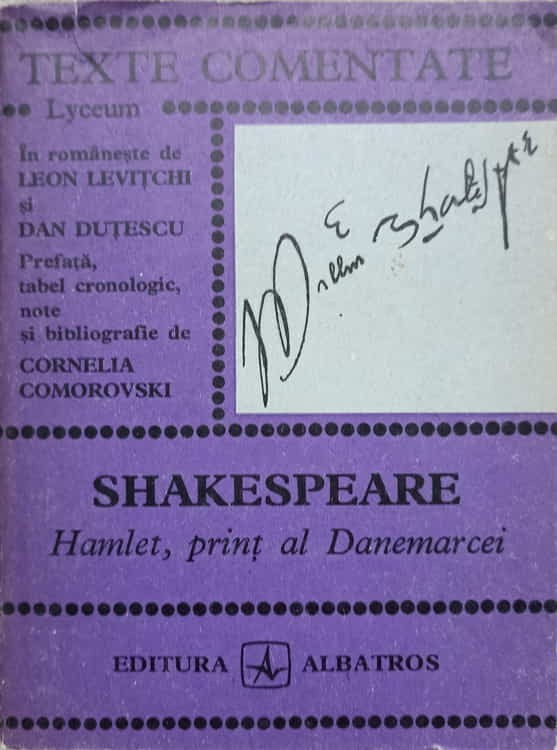 TEXTE COMENTATE
Lyceum
În românește de
LEON LEVIȚCHI
și
DAN DUȚESCU
Prefață,
tabel cronologic,
note
și bibliografie de
CORNELIA
COMOROVSKI
SHAKESPEARE
Hamlet, prinț al Danemarcei
EDITURA ALBATROS